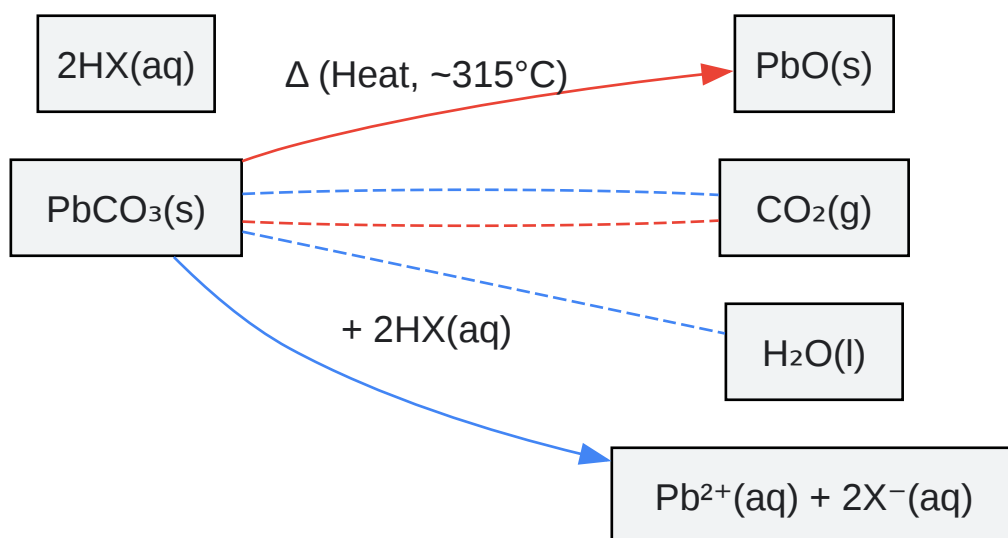 2HX(aq)
Δ (Heat, ~315°C)
PbO(s)
PbCO₃(s)
CO₂(g)
+ 2HX(aq)
H₂O(l)
Pb²⁺(aq) + 2X⁻(aq)